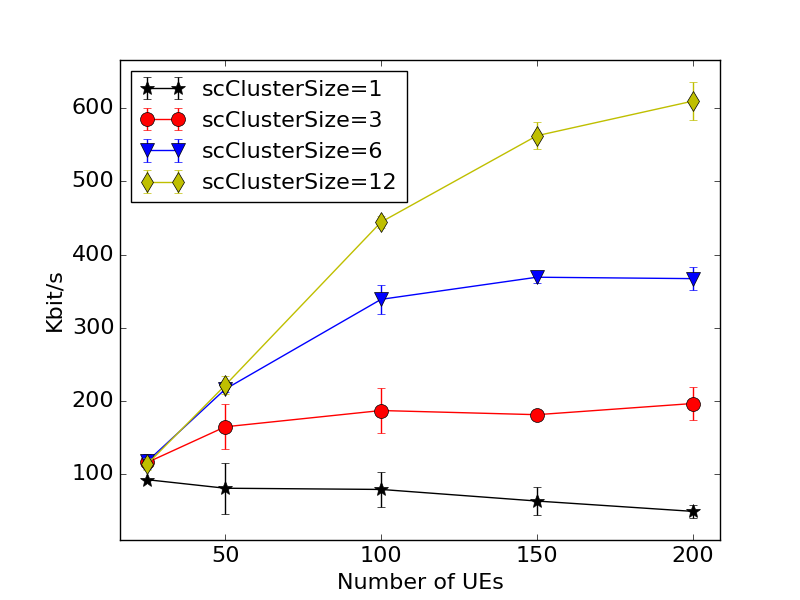 scClusterSize=1
scClusterSize=3
scClusterSize=6
scClusterSize=12
600
500
400
300
200
100
Kbit/s
50 100 150 200
Number of UEs